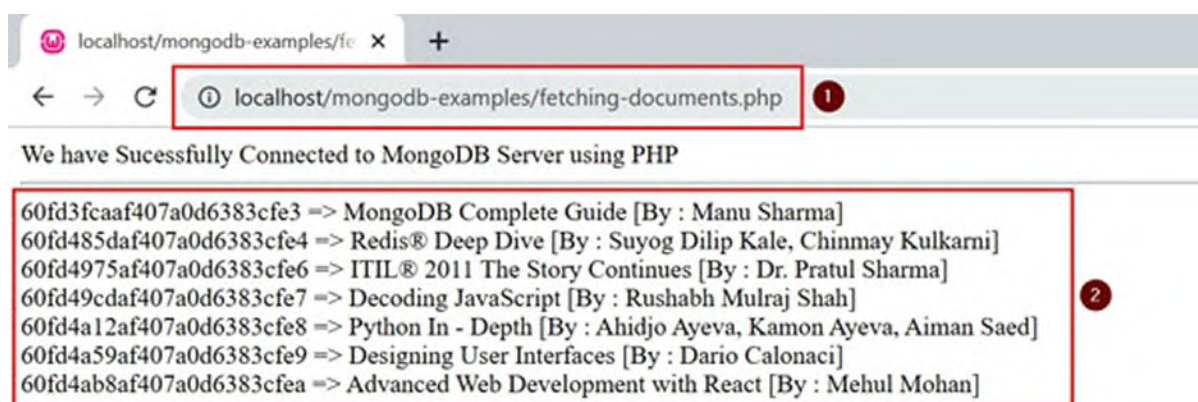 localhost/mongodb-examples/fe
localhost/mongodb-examples/fetching-documents.php 1
We have Sucessfully Connected to MongoDB Server using PHP
60fd3fcaaf407a0d6383cfe3 => MongoDB Complete Guide [By : Manu Sharma]
60fd485daf407a0d6383cfe4 => Redis® Deep Dive [By : Suyog Dilip Kale, Chinmay Kulkarni]
60fd4975af407a0d6383cfe6 => ITIL® 2011 The Story Continues [By : Dr. Pratul Sharma]
60fd49cdaf407a0d6383cfe7 => Decoding JavaScript [By : Rushabh Mulraj Shah]
2
60fd4a12af407a0d6383cfe8 => Python In - Depth [By : Ahidjo Ayeva, Kamon Ayeva, Aiman Saed]
60fd4a59af407a0d6383cfe9 => Designing User Interfaces [By : Dario Calonaci]
60fd4ab8af407a0d6383cfea => Advanced Web Development with React [By : Mehul Mohan]